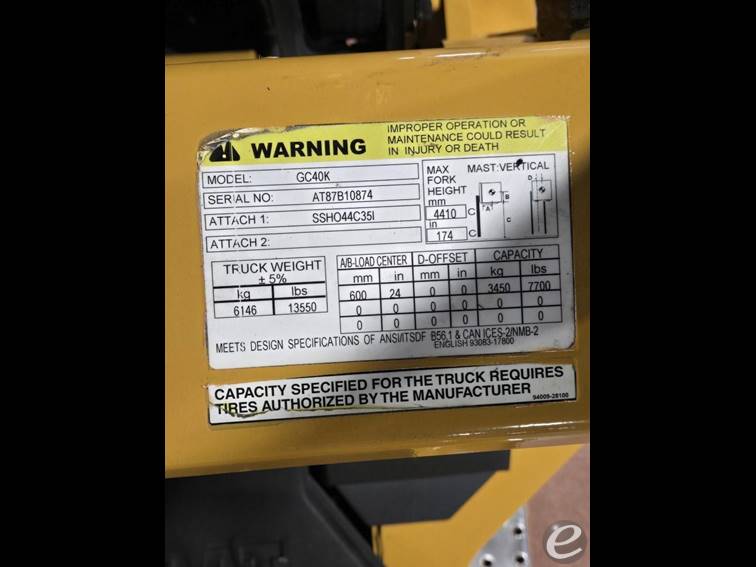 WARNING
IMPROPER OPERATION OR
MAINTENANCE COULD RESULT
IN INJURY OR DEATH
MODEL: GC40K
SERIAL NO: AT87B10874
ATTACH 1: SSHO44C35I
ATTACH 2:
MAX
FORK
HEIGHT
mm
4410 C
in
174 C
MAST:VERTICAL
A
B
C
D
TRUCK WEIGHT
± 5%
kg lbs
6146 13550
A/B-LOAD CENTER D-OFFSET CAPACITY
mm in mm in kg lbs
600 24 0 0 3450 7700
0 0 0 0 0 0
0 0 0 0 0 0
MEETS DESIGN SPECIFICATIONS OF ANSI/ITSDF B56.1 & CAN ICES-2/NMB-2
ENGLISH 93083-17800
CAPACITY SPECIFIED FOR THE TRUCK REQUIRES
TIRES AUTHORIZED BY THE MANUFACTURER
94009-28100
e